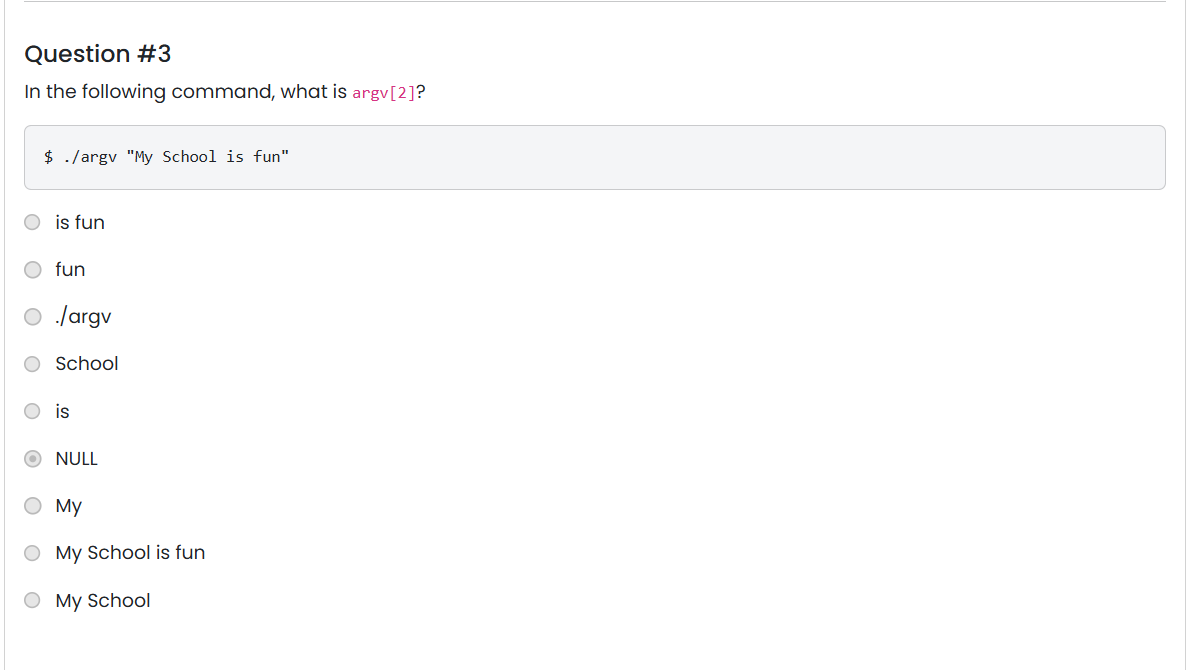 Question #3
In the following command, what is argv[2]?
$ ./argv "My School is fun"
is fun
fun
./argv
School
is
NULL
My
My School is fun
My School